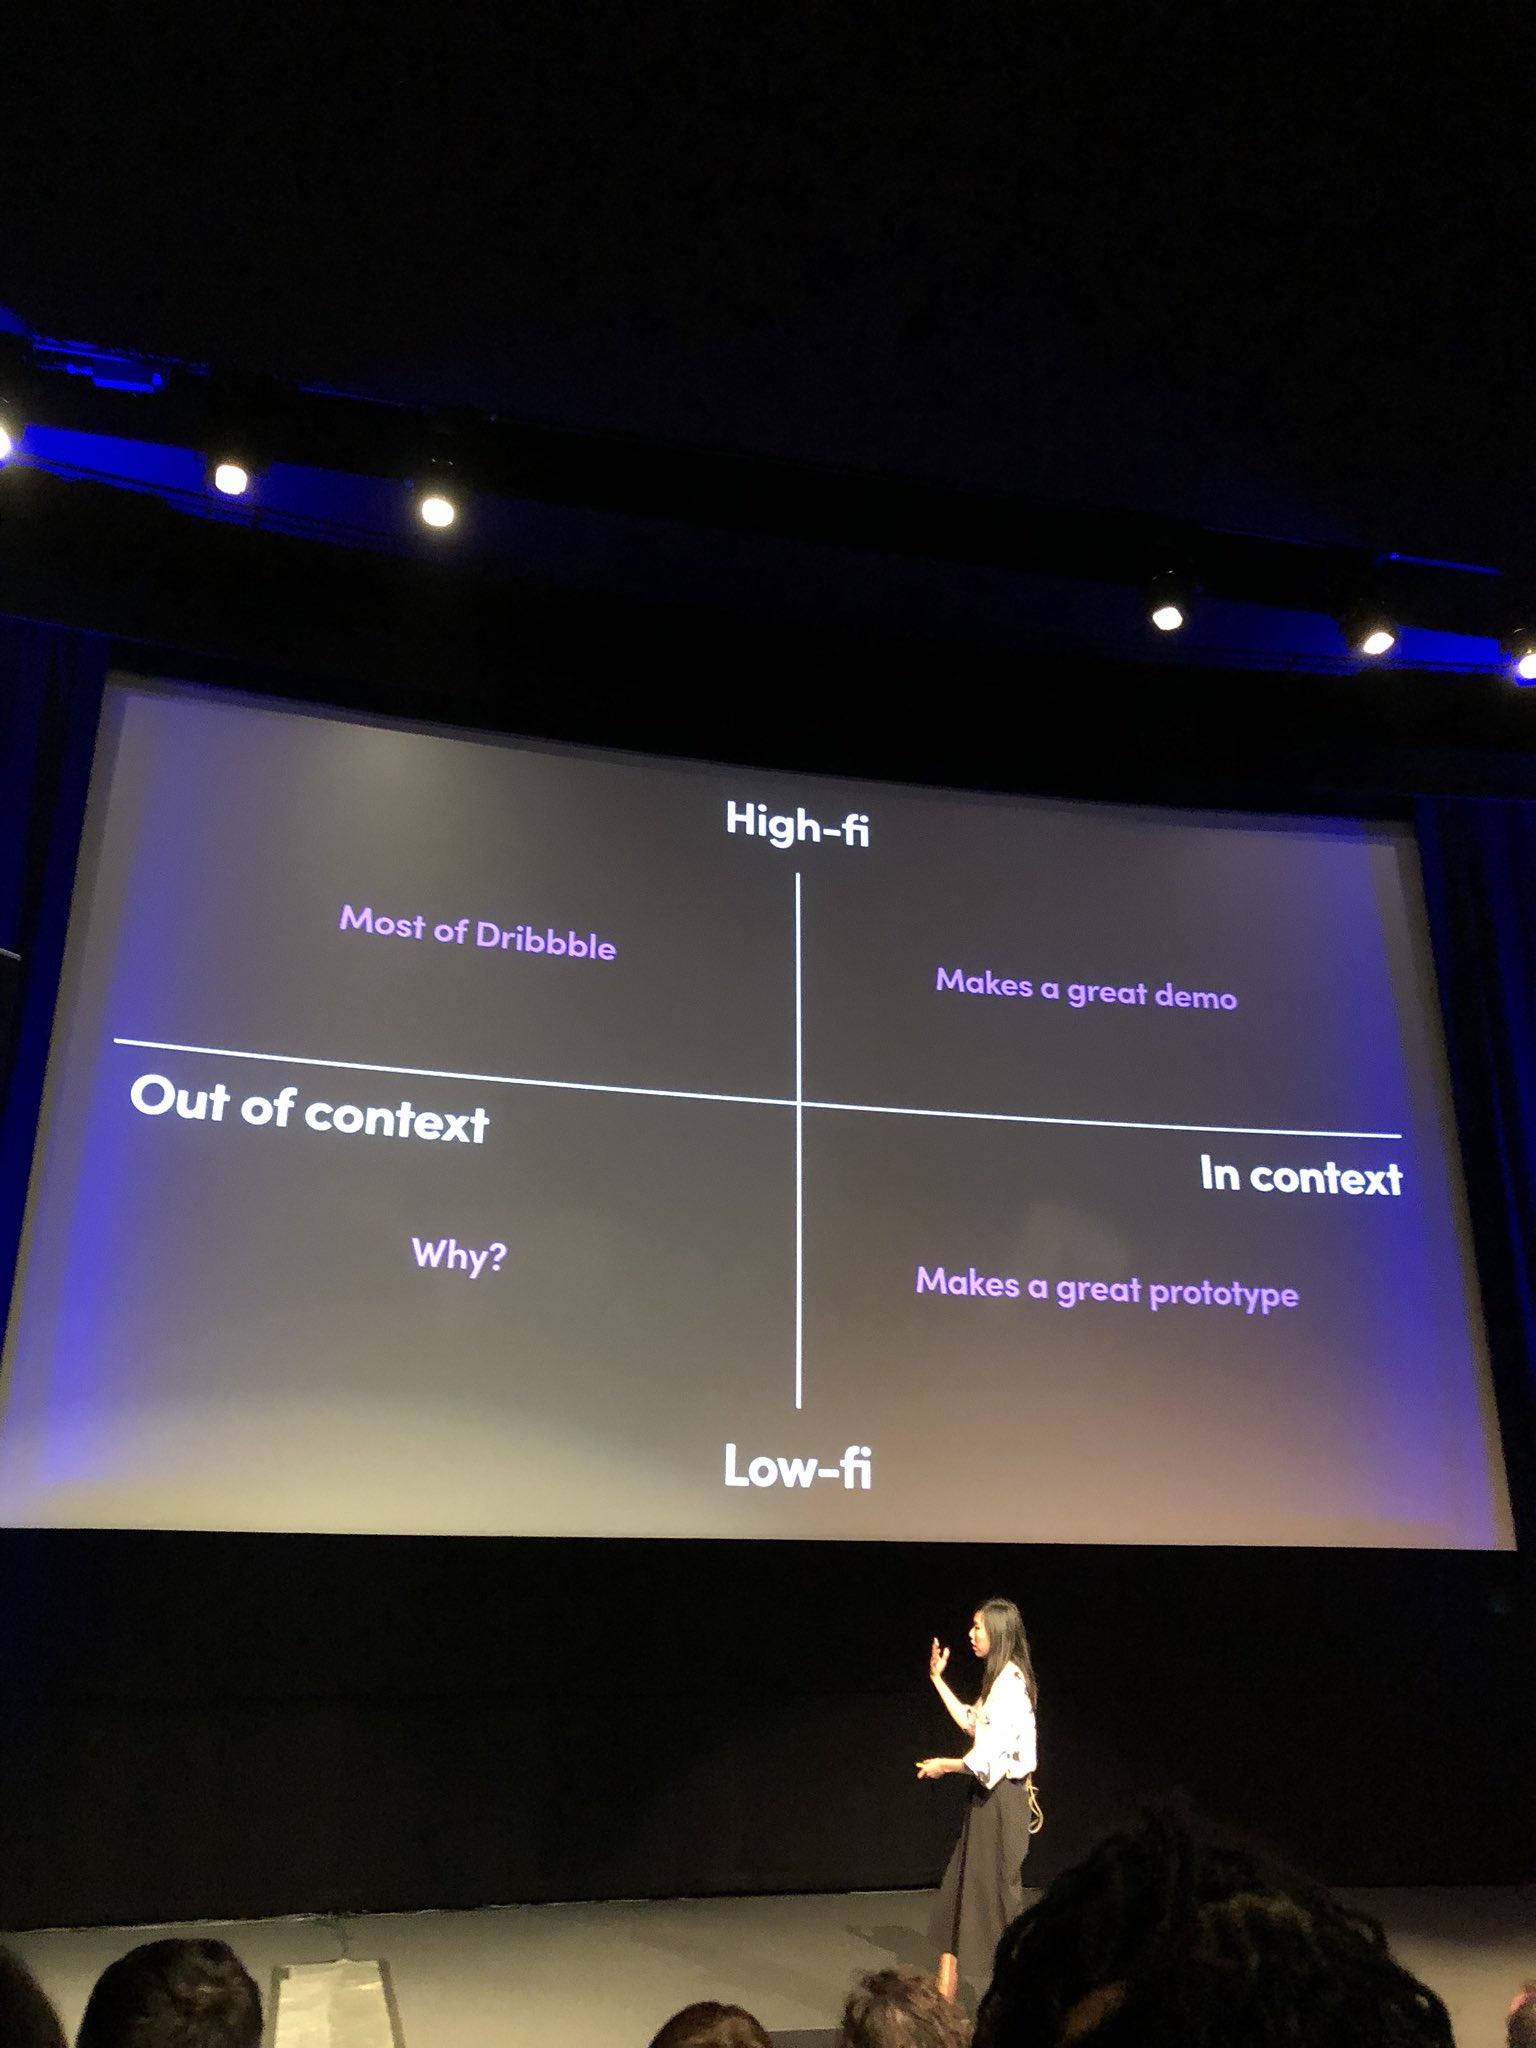 High-fi
Most of Dribbble
Makes a great demo
Out of context
In context
Why?
Makes a great prototype
Low-fi